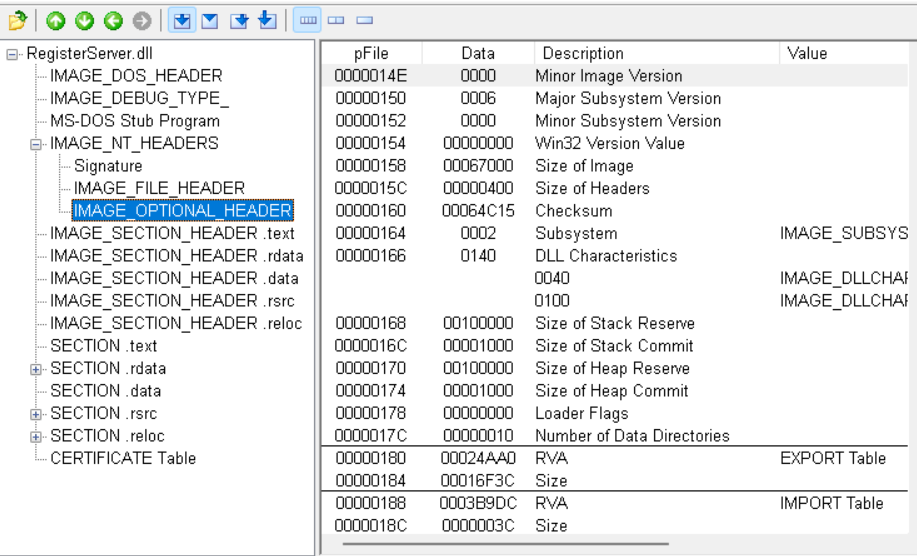 RegisterServer.dll
IMAGE_DOS_HEADER
IMAGE_DEBUG_TYPE_
MS-DOS Stub Program
IMAGE_NT_HEADERS
Signature
IMAGE_FILE_HEADER
IMAGE_OPTIONAL_HEADER
IMAGE_SECTION_HEADER .text
IMAGE_SECTION_HEADER .rdata
IMAGE_SECTION_HEADER .data
IMAGE_SECTION_HEADER .rsrc
IMAGE_SECTION_HEADER .reloc
SECTION .text
SECTION .rdata
SECTION .data
SECTION .rsrc
SECTION .reloc
CERTIFICATE Table
pFile Data Description Value
0000014E 0000 Minor Image Version
00000150 0006 Major Subsystem Version
00000152 0000 Minor Subsystem Version
00000154 00000000 Win32 Version Value
00000158 00067000 Size of Image
0000015C 00000400 Size of Headers
00000160 00064C15 Checksum
00000164 0002 Subsystem IMAGE_SUBSYS
00000166 0140 DLL Characteristics
0040 IMAGE_DLLCHAR
0100 IMAGE_DLLCHAR
00000168 00100000 Size of Stack Reserve
0000016C 00001000 Size of Stack Commit
00000170 00100000 Size of Heap Reserve
00000174 00001000 Size of Heap Commit
00000178 00000000 Loader Flags
0000017C 00000010 Number of Data Directories
00000180 00024AA0 RVA EXPORT Table
00000184 00016F3C Size
00000188 0003B9DC RVA IMPORT Table
0000018C 0000003C Size